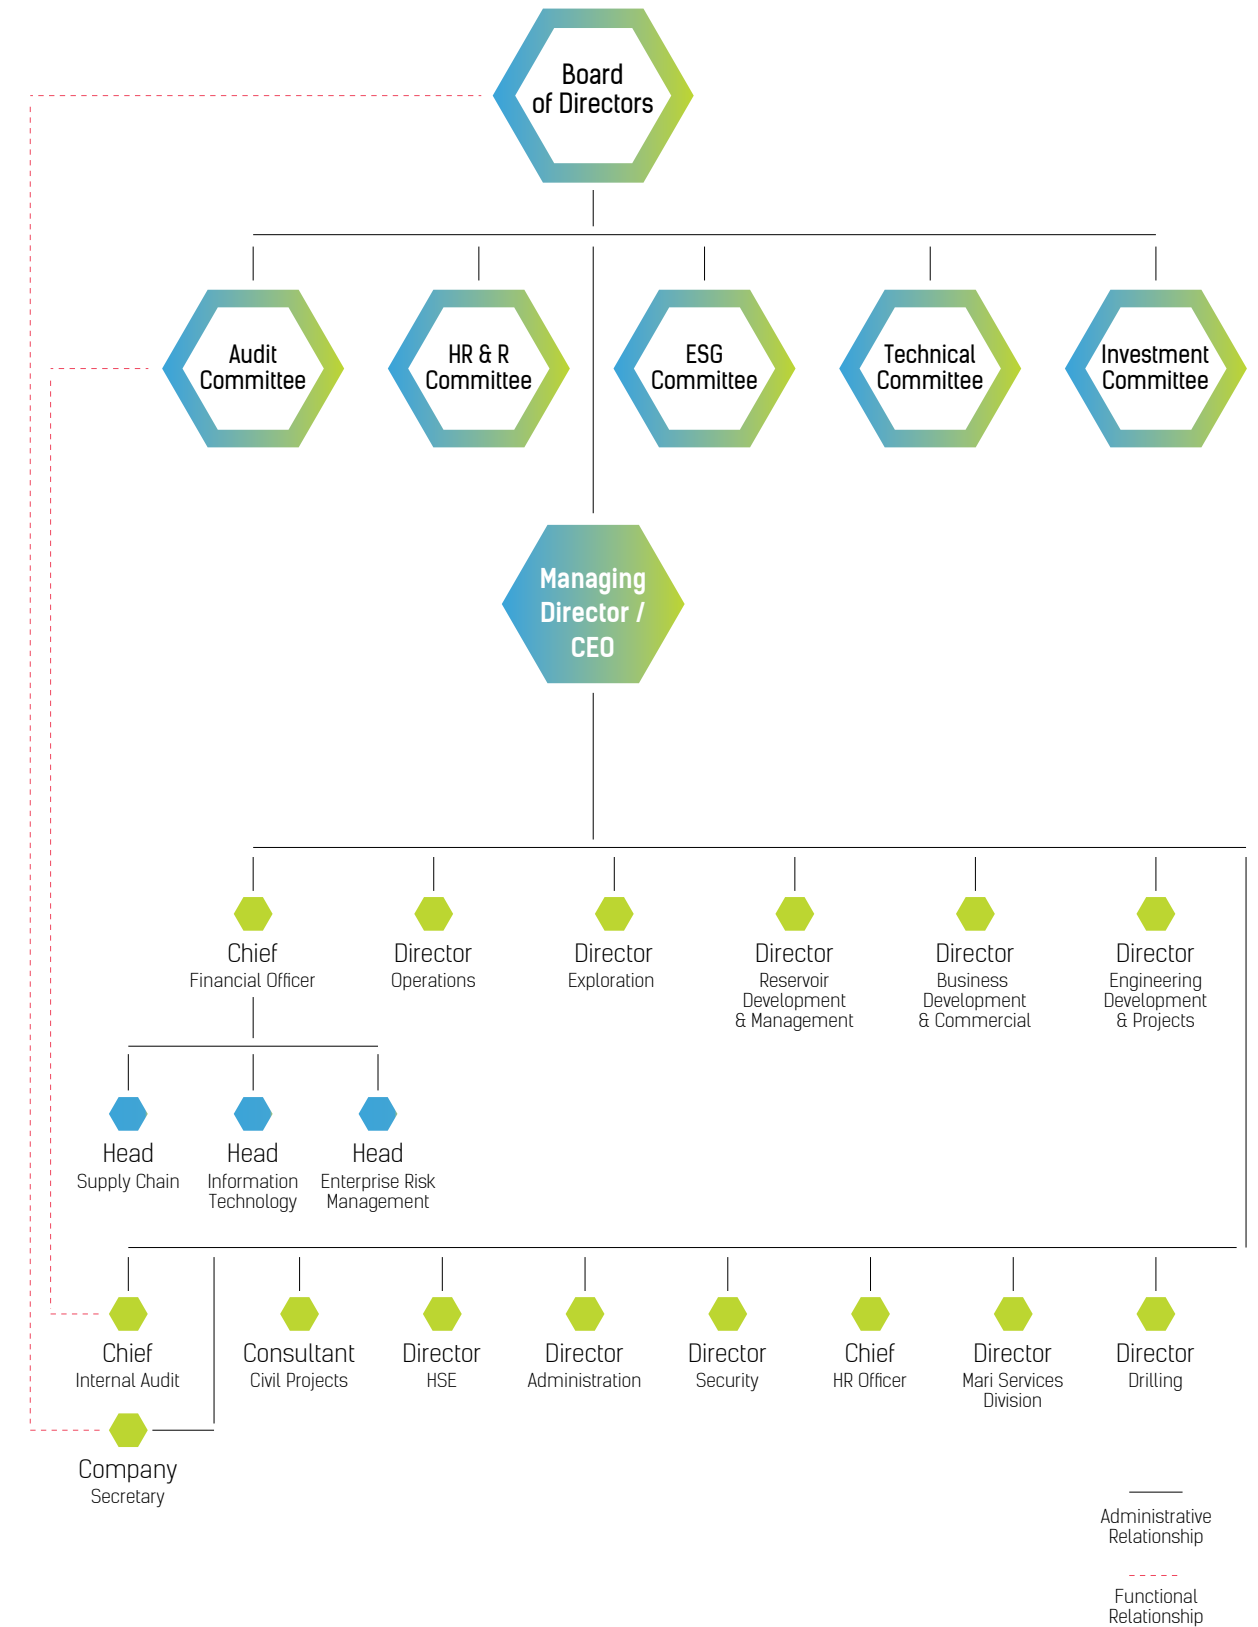 Board
of Directors
Audit
Committee
HR & R
Committee
ESG
Committee
Technical
Committee
Investment
Committee
Managing
Director /
CEO
Chief
Financial Officer
Director
Operations
Director
Exploration
Director
Reservoir
Development
& Management
Director
Business
Development
& Commercial
Director
Engineering
Development
& Projects
Head
Supply Chain
Head
Information
Technology
Head
Enterprise Risk
Management
Chief
Internal Audit
Consultant
Civil Projects
Director
HSE
Director
Administration
Director
Security
Chief
HR Officer
Director
Mari Services
Division
Director
Drilling
Company
Secretary
Administrative
Relationship
Functional
Relationship